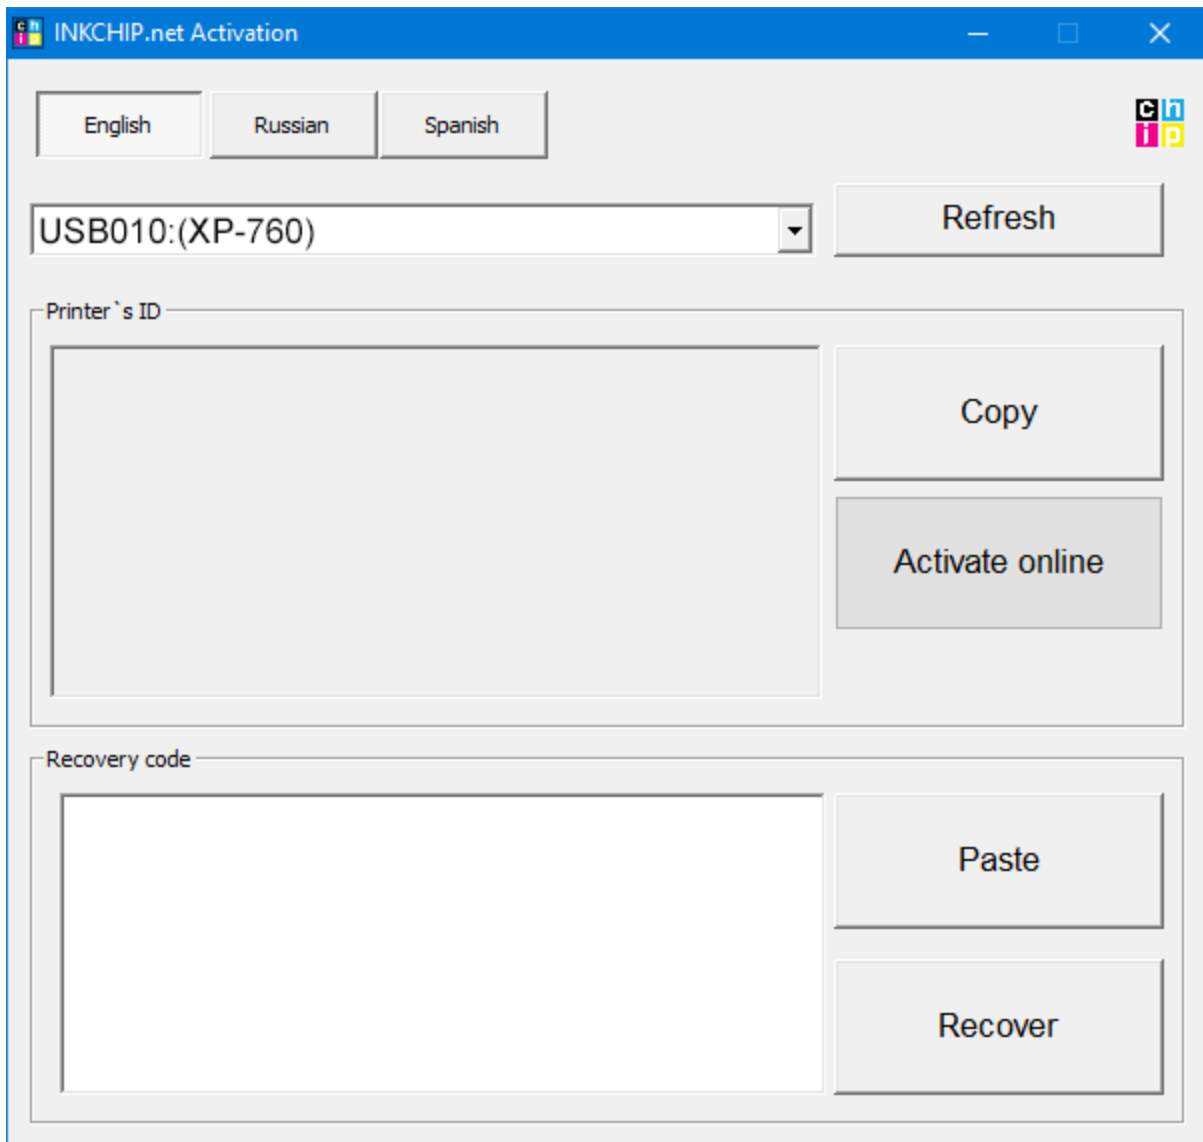 INKCHIP.net Activation
English Russian Spanish
chip
USB010:(XP-760) Refresh
Printer`s ID
Copy
Activate online
Recovery code
Paste
Recover